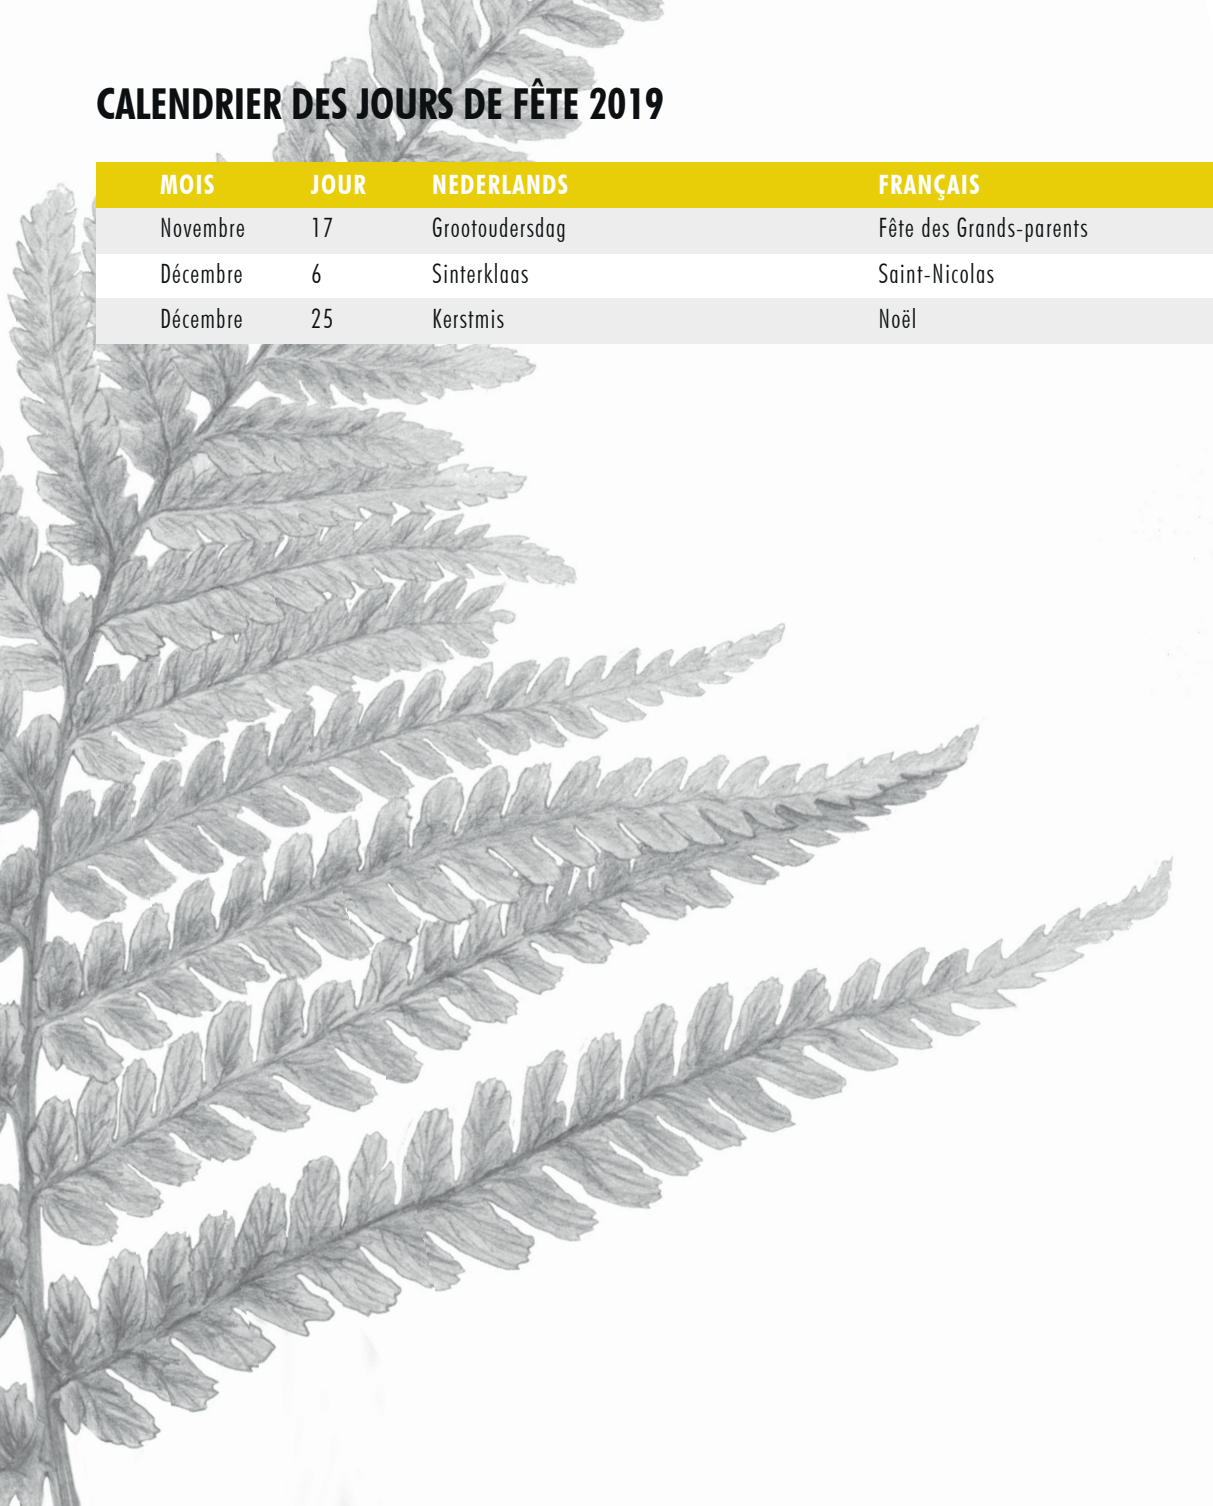 CALENDRIER DES JOURS DE FÊTE 2019
MOIS JOUR NEDERLANDS FRANÇAIS
Novembre 17 Grootoudersdag Fête des Grands-parents
Décembre 6 Sinterklaas Saint-Nicolas
Décembre 25 Kerstmis Noël